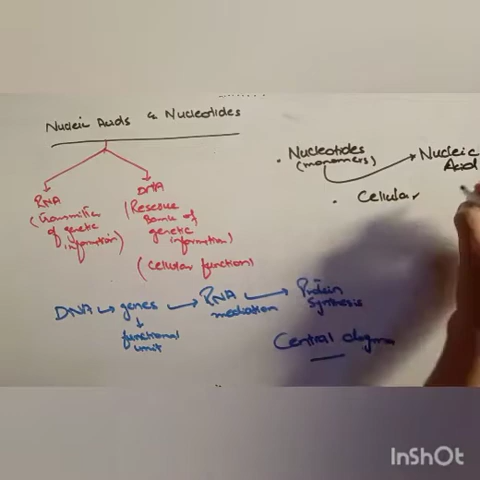 Nucleic Acids & Nucleotides
RNA
(Transmission
of genetic
information)
DNA
(Reserve
bank of
genetic
information)
(cellular function)
DNA → genes → RNA → Protein
mediation
Synthesis
↓
functional
unit
Central dogma
• Nucleotides → Nucleic
(monomers)
Acid
• Cellular
InShOt